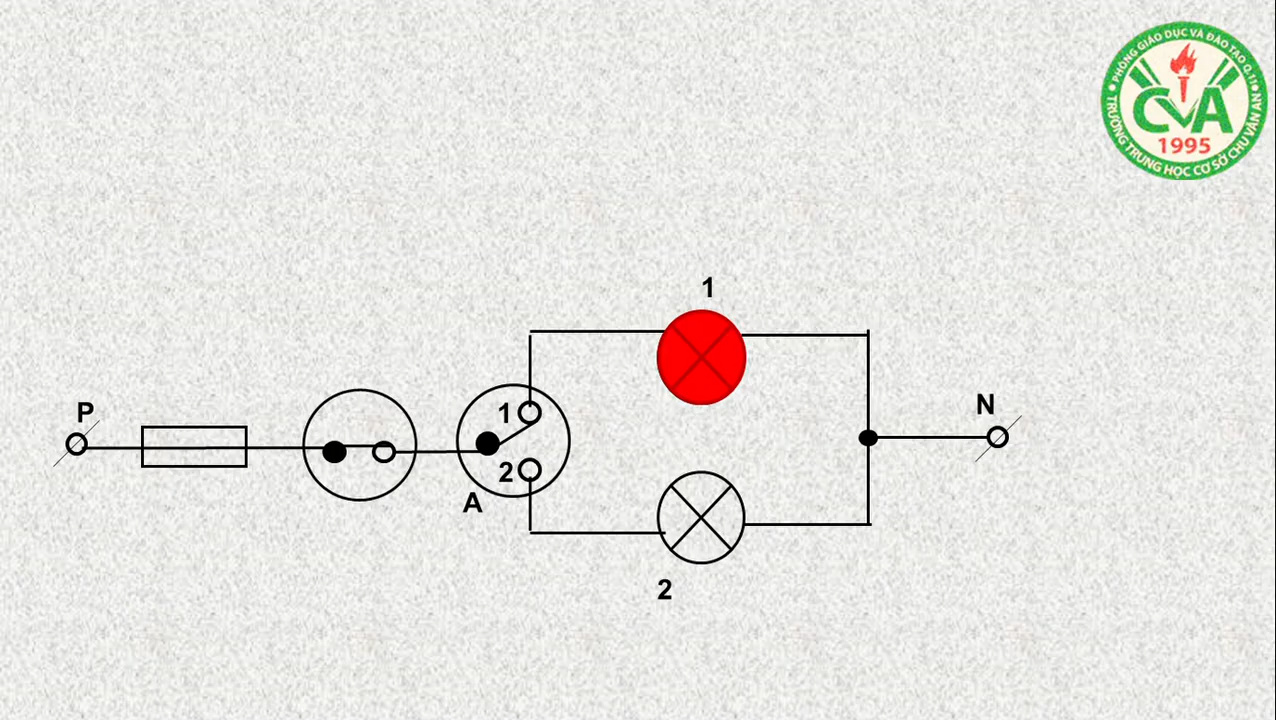 PHÒNG GIÁO DỤC VÀ ĐÀO TẠO Q.11
TRƯỜNG TRUNG HỌC CƠ SỞ CHU VĂN AN
CVA
1995
1
P
N
1
2
A
2